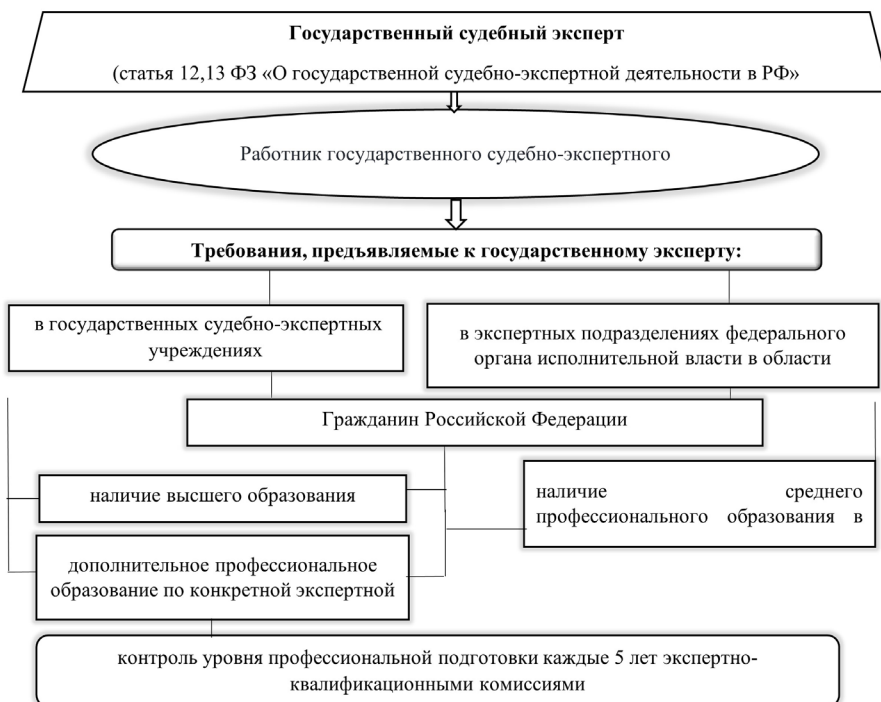 Государственный судебный эксперт
(статья 12,13 ФЗ «О государственной судебно-экспертной деятельности в РФ»
Работник государственного судебно-экспертного
Требования, предъявляемые к государственному эксперту:
в государственных судебно-экспертных
учреждениях
в экспертных подразделениях федерального
органа исполнительной власти в области
Гражданин Российской Федерации
наличие высшего образования
наличие среднего
профессионального образования в
дополнительное профессиональное
образование по конкретной экспертной
контроль уровня профессиональной подготовки каждые 5 лет экспертно-
квалификационными комиссиями